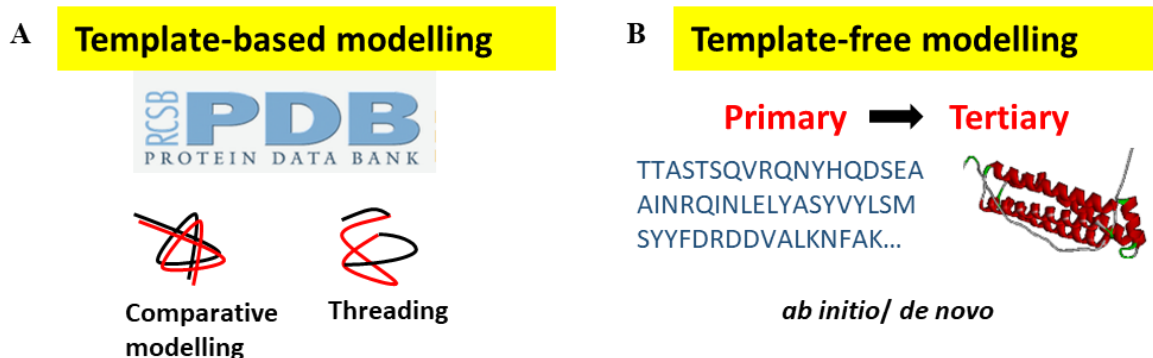 A
Template-based modelling
RCSB
PDB
PROTEIN DATA BANK
Comparative
modelling
Threading
B
Template-free modelling
Primary
Tertiary
TTASTSQVRQNYHQDSEA
AINRQINLELYASYVYLSM
SYYFDRDDVALKNFAK...
ab initio/ de novo